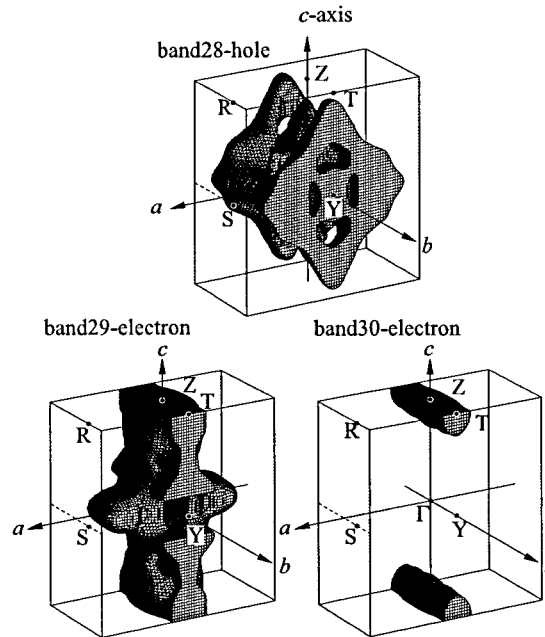 c-axis
band28-hole
Z
R
T
a
S
Y
b
band29-electron
c
Z
T
R
a
S
Y
b
band30-electron
c
Z
R
T
a
Γ
S
Y